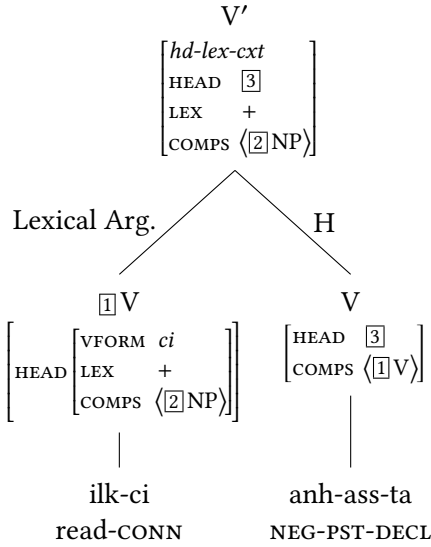 V′
hd-lex-cxt
HEAD 3
LEX +
COMPS ⟨2 NP⟩
Lexical Arg. H
1 V V
HEAD VFORM ci
LEX +
COMPS ⟨2 NP⟩
HEAD 3
COMPS ⟨1 V⟩
ilk-ci anh-ass-ta
read-CONN NEG-PST-DECL